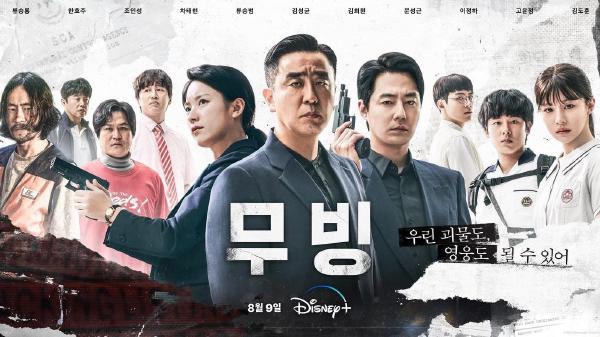 류승룡 한효주 조인성 차태현 류승범 김성균 김희원 문성근 이정하 고윤정 김도훈
무빙
우린 괴물도,
영웅도 될 수 있어
8월 9일 Disney+